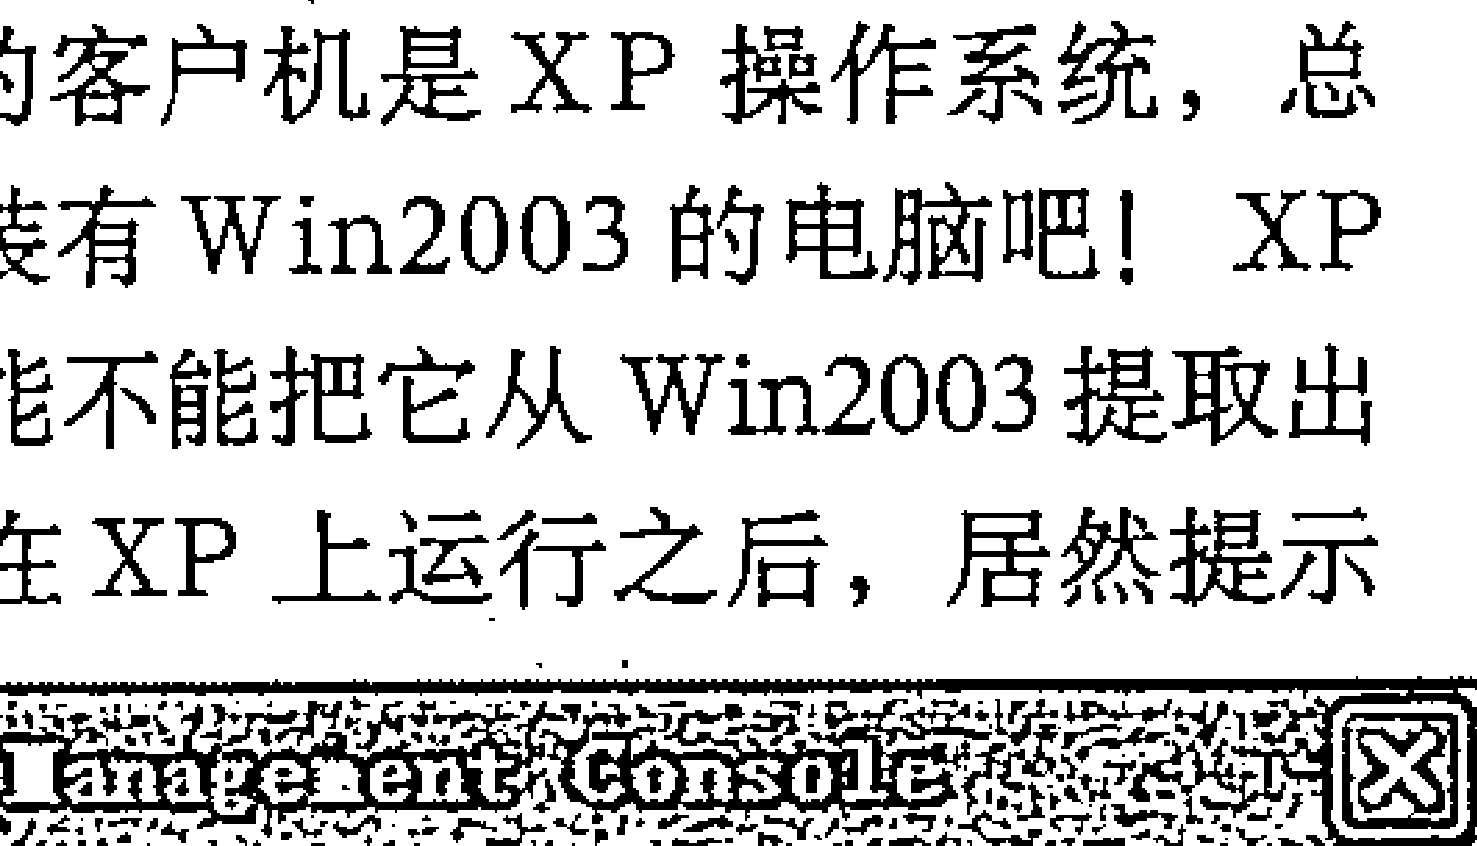 的客户机是 XP 操作系统，总
装有 Win2003 的电脑吧！ XP
能不能把它从 Win2003 提取出
在 XP 上运行之后，居然提示
Management Console